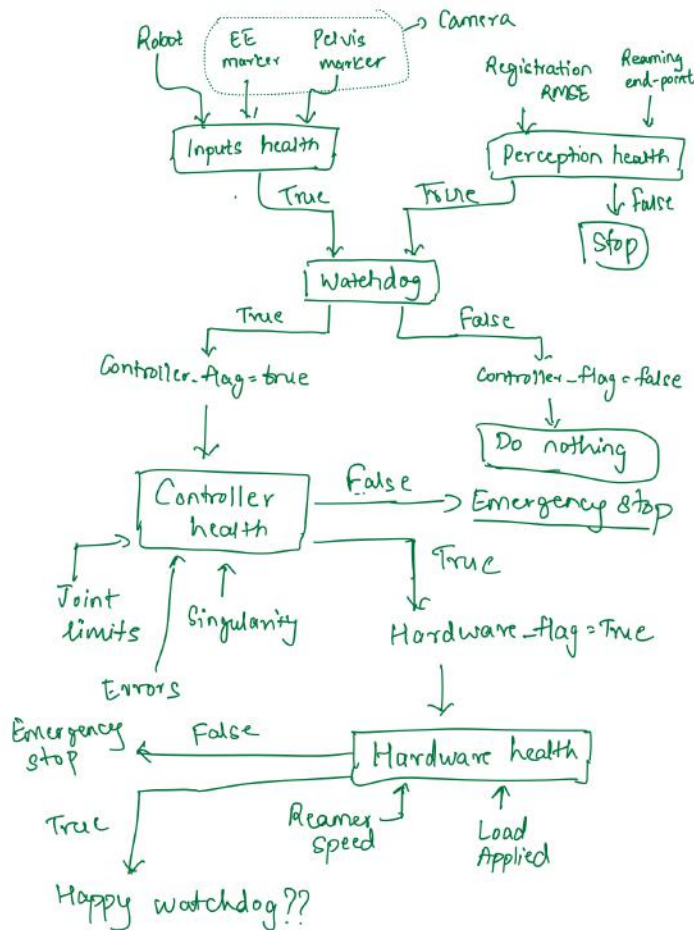 Camera
Robot
EE
marker
Pelvis
marker
Registration
RMSE
Reaming
end-point
Inputs health
Perception health
True
True
False
Stop
Watchdog
True
False
Controller_flag=true
Controller_flag=false
Do nothing
Controller
health
False
Emergency stop
True
Joint
limits
Singularity
Errors
Hardware_flag=True
Emergency
stop
False
Hardware health
True
Reamer
speed
Load
Applied
Happy watchdog??